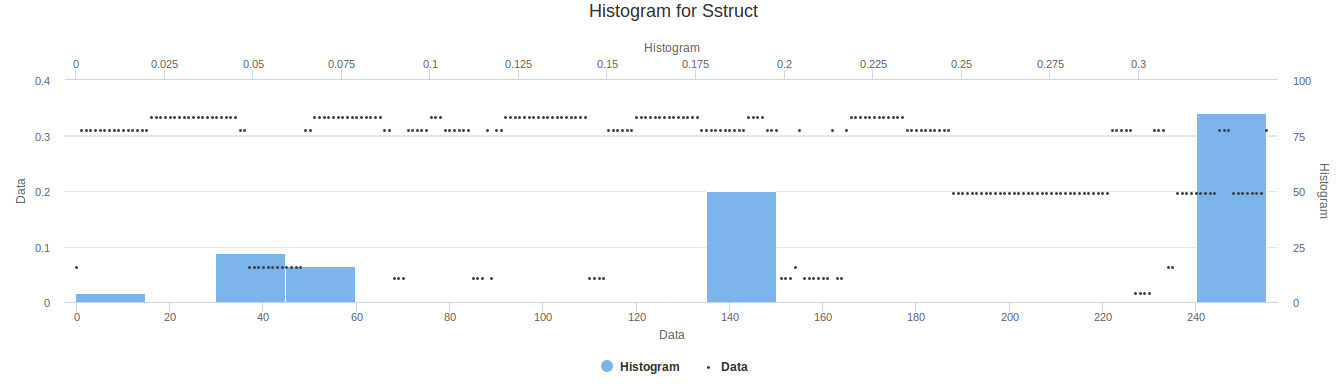 Histogram for Sstruct
Histogram
0 0.025 0.05 0.075 0.1 0.125 0.15 0.175 0.2 0.225 0.25 0.275 0.3
0.4 100
0.3 75
0.2 50
0.1 25
0 0
Data
Histogram
0 20 40 60 80 100 120 140 160 180 200 220 240
Data
Histogram Data